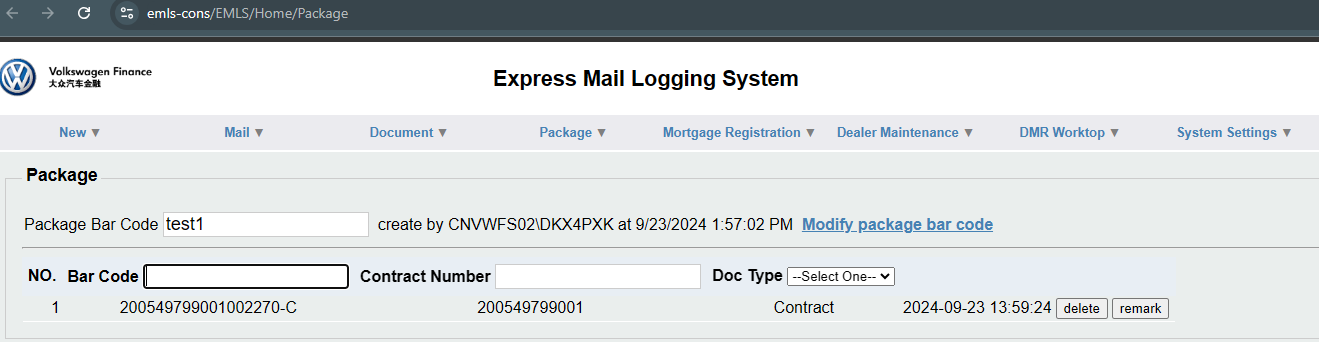 emls-cons/EMLS/Home/Package
Volkswagen Finance
大众汽车金融
Express Mail Logging System
New ▼ Mail ▼ Document ▼ Package ▼ Mortgage Registration ▼ Dealer Maintenance ▼ DMR Worktop ▼ System Settings ▼
Package
Package Bar Code test1 create by CNVWFS02\DKX4PXK at 9/23/2024 1:57:02 PM Modify package bar code
NO. Bar Code Contract Number Doc Type --Select One--
1 200549799001002270-C 200549799001 Contract 2024-09-23 13:59:24 delete remark